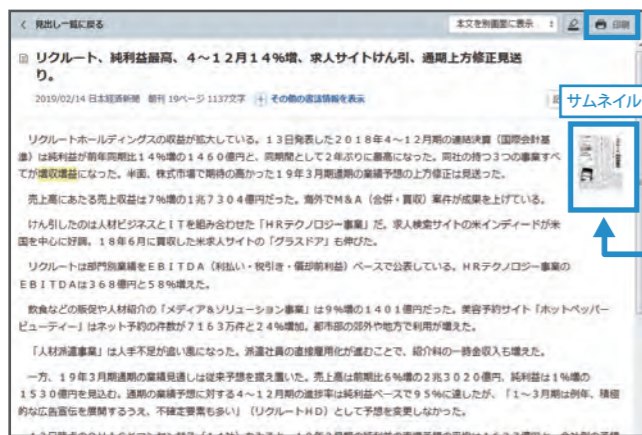 見出し一覧に戻る
本文を別画面に表示
印刷
リクルート、純利益最高、4〜12月14%増、求人サイトけん引、通期上方修正見送
り。
2019/02/14 日本経済新聞 朝刊 19ページ 1137文字 + その他の書誌情報を表示
サムネイル
リクルートホールディングスの収益が拡大している。13日発表した2018年4〜12月期の連結決算（国際会計基
準）は純利益が前年同期比14%増の1460億円と、同期間として2年ぶりに最高になった。同社の持つ3つの事業すべ
てが増収増益になった。半面、株式市場で期待の高かった19年3月期通期の業績予想の上方修正は見送った。
売上高にあたる売上収益は7%増の1兆7304億円だった。海外でM&A（合併・買収）案件が成果を上げている。
けん引したのは人材ビジネスとITを組み合わせた「HRテクノロジー事業」だ。求人検索サイトの米インディードが米
国を中心に好調。18年6月に買収した米求人サイトの「グラスドア」も伸びた。
リクルートは部門別業績をEBITDA（利払い・税引き・償却前利益）ベースで公表している。HRテクノロジー事業の
EBITDAは368億円と58%増えた。
飲食などの販促や人材紹介の「メディア&ソリューション事業」は9%増の1401億円だった。美容予約サイト「ホットペッパー
ビューティー」はネット予約の件数が7163万件と24%増加。都市部の郊外や地方で利用が増えた。
「人材派遣事業」は人手不足が追い風になった。派遣社員の直接雇用化が進むことで、紹介料の一時金収入も増えた。
一方、19年3月期通期の業績見通しは従来予想を据え置いた。売上高は前期比6%増の2兆3020億円、純利益は1%増の
1530億円を見込む。通期の業績予想に対する4〜12月期の進捗率は純利益ベースで95%に達したが、「1〜3月期は例年、積極
的な広告宣伝を展開するうえ、不確定要素も多い」（リクルートHD）として予想を変更しなかった。